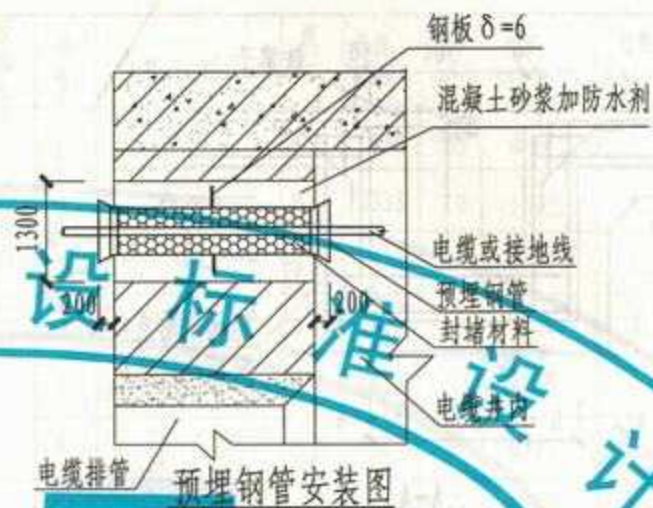 钢板 δ=6
混凝土砂浆加防水剂
1300
电缆或接地线
预埋钢管
封堵材料
200
200
设标准设计
电缆井内
电缆排管
预埋钢管安装图